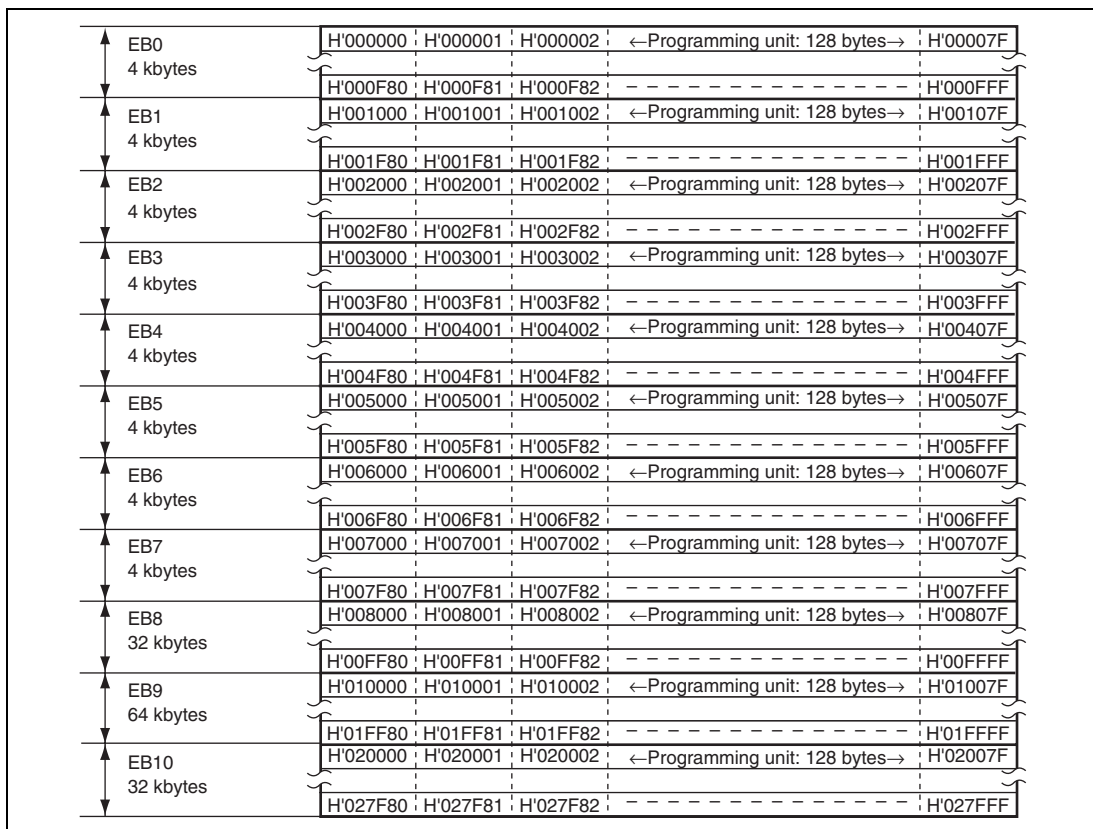 EB0
4 kbytes
H'000000 H'000001 H'000002 ←Programming unit: 128 bytes→ H'00007F
H'000F80 H'000F81 H'000F82 – – – – – – – – – – – – – – H'000FFF
EB1
4 kbytes
H'001000 H'001001 H'001002 ←Programming unit: 128 bytes→ H'00107F
H'001F80 H'001F81 H'001F82 – – – – – – – – – – – – – – H'001FFF
EB2
4 kbytes
H'002000 H'002001 H'002002 ←Programming unit: 128 bytes→ H'00207F
H'002F80 H'002F81 H'002F82 – – – – – – – – – – – – – – H'002FFF
EB3
4 kbytes
H'003000 H'003001 H'003002 ←Programming unit: 128 bytes→ H'00307F
H'003F80 H'003F81 H'003F82 – – – – – – – – – – – – – – H'003FFF
EB4
4 kbytes
H'004000 H'004001 H'004002 ←Programming unit: 128 bytes→ H'00407F
H'004F80 H'004F81 H'004F82 – – – – – – – – – – – – – – H'004FFF
EB5
4 kbytes
H'005000 H'005001 H'005002 ←Programming unit: 128 bytes→ H'00507F
H'005F80 H'005F81 H'005F82 – – – – – – – – – – – – – – H'005FFF
EB6
4 kbytes
H'006000 H'006001 H'006002 ←Programming unit: 128 bytes→ H'00607F
H'006F80 H'006F81 H'006F82 – – – – – – – – – – – – – – H'006FFF
EB7
4 kbytes
H'007000 H'007001 H'007002 ←Programming unit: 128 bytes→ H'00707F
H'007F80 H'007F81 H'007F82 – – – – – – – – – – – – – – H'007FFF
EB8
32 kbytes
H'008000 H'008001 H'008002 ←Programming unit: 128 bytes→ H'00807F
H'00FF80 H'00FF81 H'00FF82 – – – – – – – – – – – – – – H'00FFFF
EB9
64 kbytes
H'010000 H'010001 H'010002 ←Programming unit: 128 bytes→ H'01007F
H'01FF80 H'01FF81 H'01FF82 – – – – – – – – – – – – – – H'01FFFF
EB10
32 kbytes
H'020000 H'020001 H'020002 ←Programming unit: 128 bytes→ H'02007F
H'027F80 H'027F81 H'027F82 – – – – – – – – – – – – – – H'027FFF